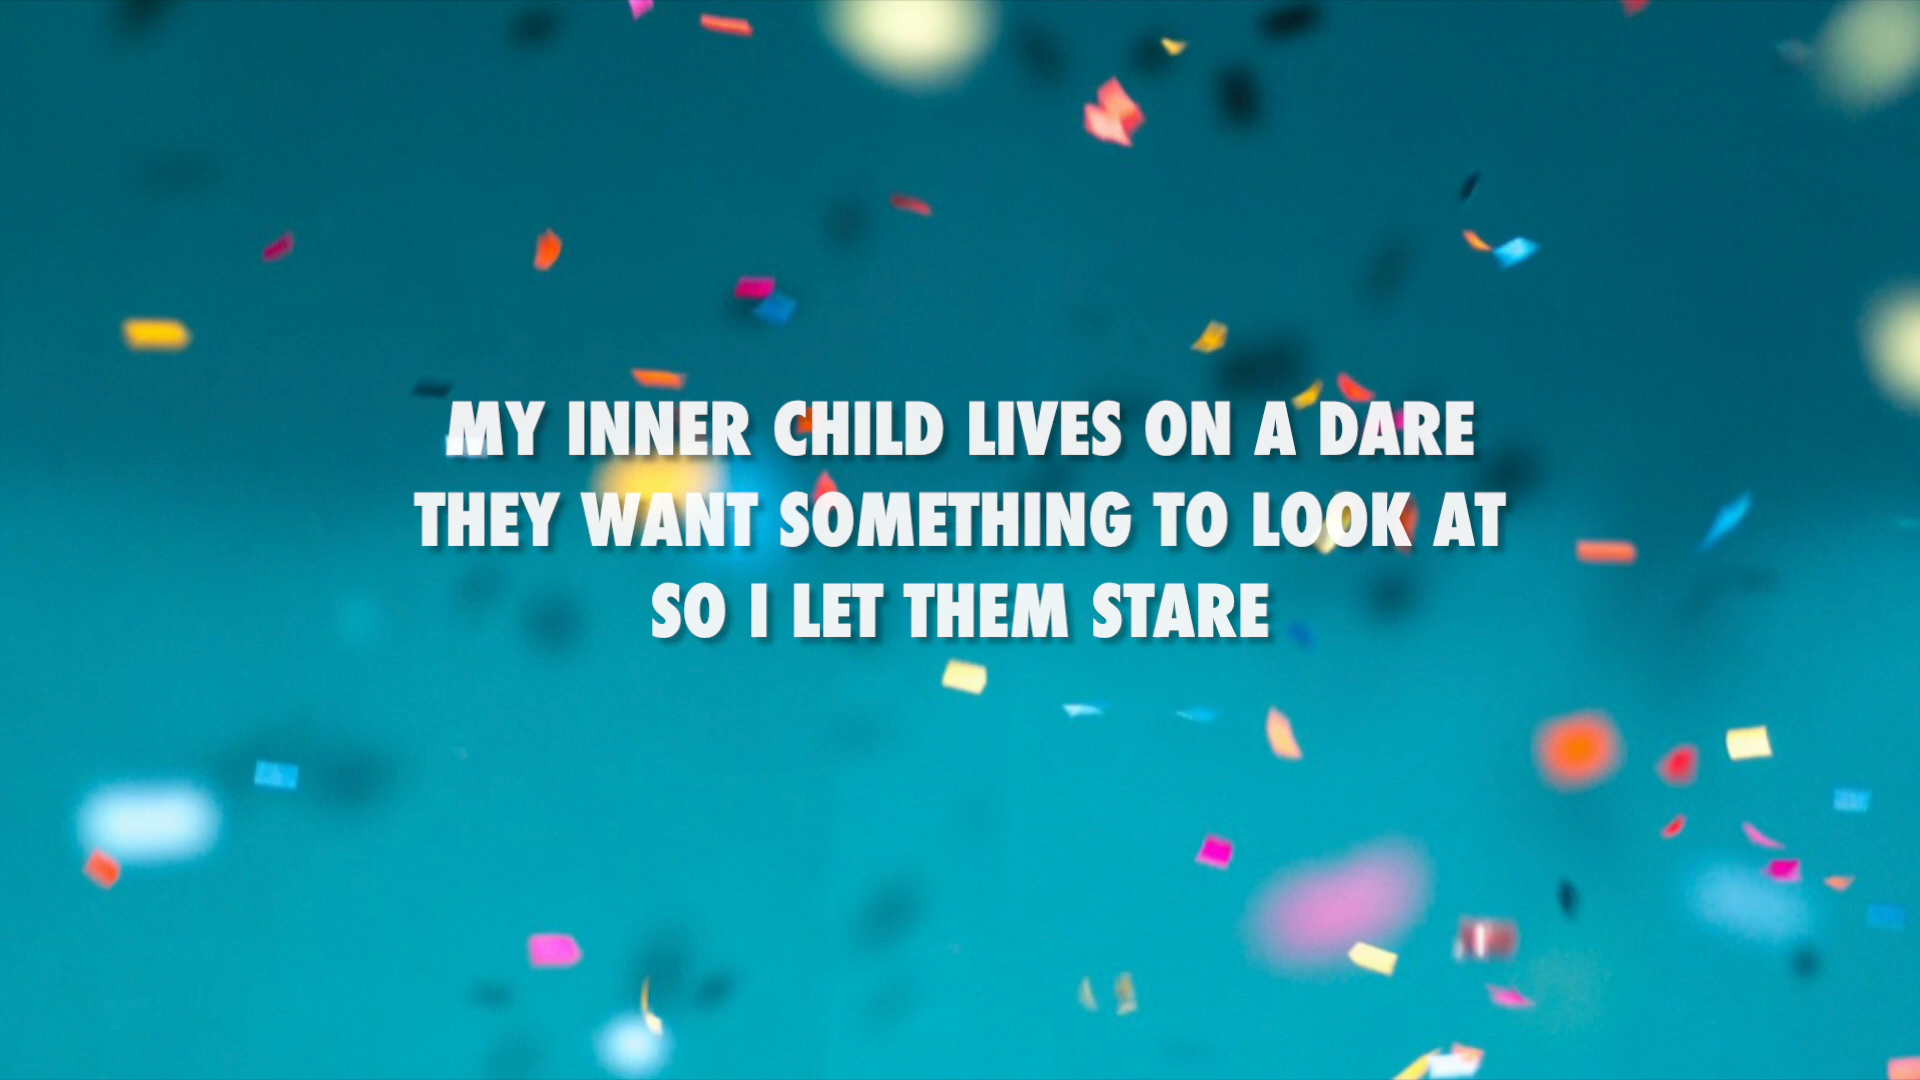 MY INNER CHILD LIVES ON A DARE
THEY WANT SOMETHING TO LOOK AT
SO I LET THEM STARE